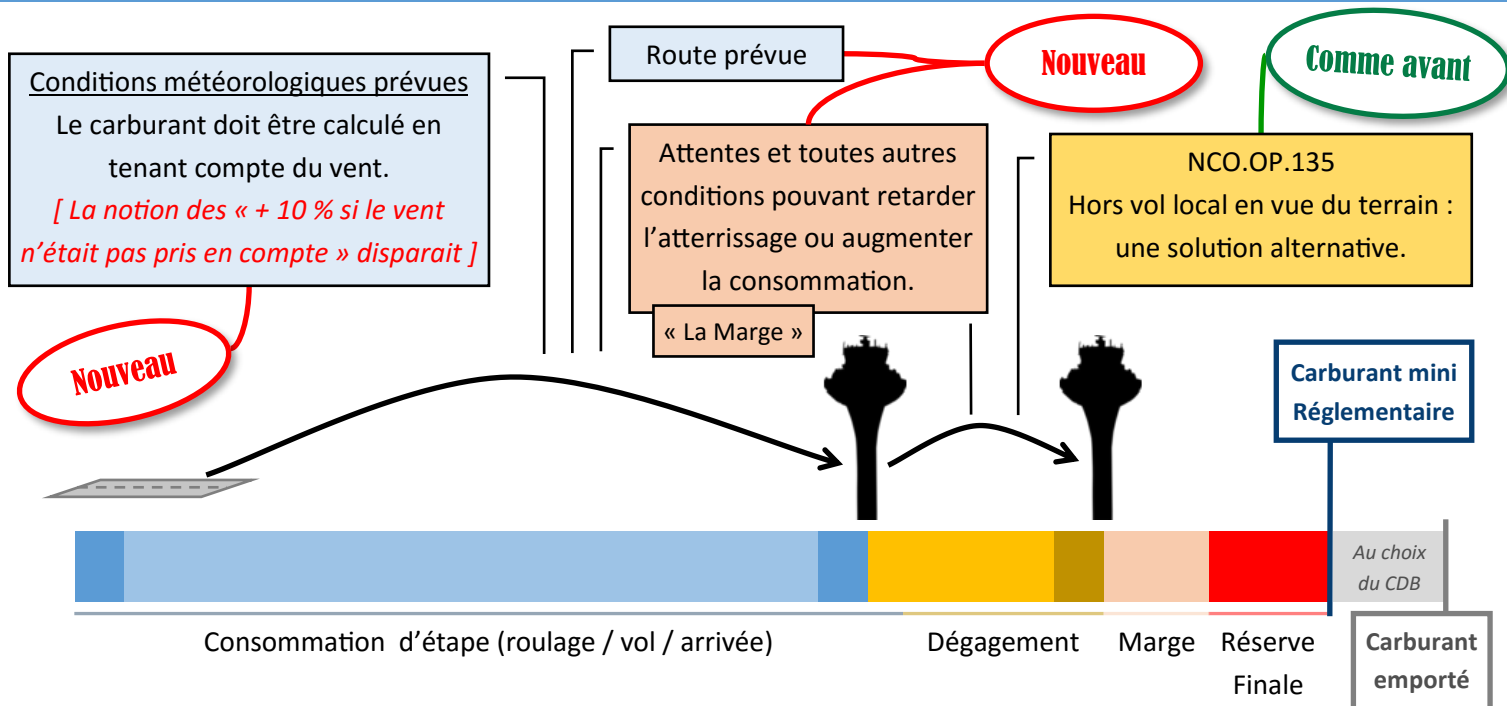 Conditions météorologiques prévues
Le carburant doit être calculé en
tenant compte du vent.
[ La notion des « + 10 % si le vent
n'était pas pris en compte » disparait ]
Nouveau
Route prévue
Nouveau
Attentes et toutes autres
conditions pouvant retarder
l'atterrissage ou augmenter
la consommation.
« La Marge »
Comme avant
NCO.OP.135
Hors vol local en vue du terrain :
une solution alternative.
Carburant mini
Réglementaire
Au choix
du CDB
Consommation d'étape (roulage / vol / arrivée)
Dégagement
Marge
Réserve
Finale
Carburant
emporté